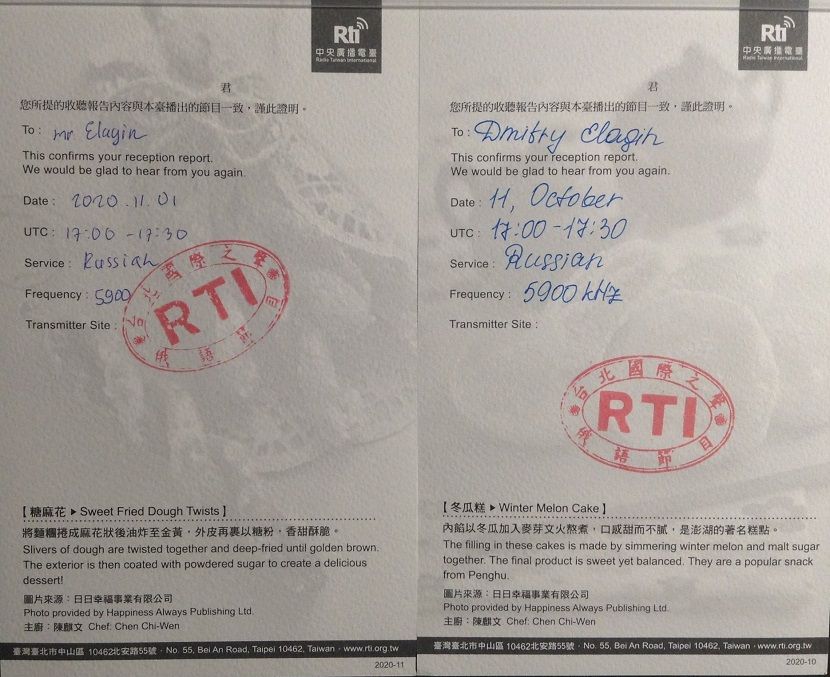 Rti
中央廣播電臺
Radio Taiwan International
君
您所提的收聽報告內容與本臺播出的節目一致，謹此證明。
To : mr Elagin
This confirms your reception report.
We would be glad to hear from you again.
Date : 2020.11.01
UTC : 17:00-17:30
Service : Russian
Frequency : 5900
Transmitter Site :
台北國際之聲
RTI
俄語節目
【 糖麻花 ▶ Sweet Fried Dough Twists 】
將麵糰捲成麻花狀後油炸至金黃，外皮再裹以糖粉，香甜酥脆。
Slivers of dough are twisted together and deep-fried until golden brown.
The exterior is then coated with powdered sugar to create a delicious
dessert!
圖片來源：日日幸福事業有限公司
Photo provided by Happiness Always Publishing Ltd.
主廚：陳麒文 Chef: Chen Chi-Wen
臺灣臺北市中山區 10462北安路55號．No. 55, Bei An Road, Taipei 10462, Taiwan．www.rti.org.tw
2020-11
Rti
中央廣播電臺
Radio Taiwan International
君
您所提的收聽報告內容與本臺播出的節目一致，謹此證明。
To : Dmitry Elagin
This confirms your reception report.
We would be glad to hear from you again.
Date : 11, October
UTC : 17:00-17:30
Service : Russian
Frequency : 5900 kHz
Transmitter Site :
台北國際之聲
RTI
俄語節目
【 冬瓜糕 ▶ Winter Melon Cake 】
內餡以冬瓜加入麥芽文火熬煮，口感甜而不膩，是澎湖的著名糕點。
The filling in these cakes is made by simmering winter melon and malt sugar
together. The final product is sweet yet balanced. They are a popular snack
from Penghu.
圖片來源：日日幸福事業有限公司
Photo provided by Happiness Always Publishing Ltd.
主廚：陳麒文 Chef: Chen Chi-Wen
臺灣臺北市中山區 10462北安路55號．No. 55, Bei An Road, Taipei 10462, Taiwan．www.rti.org.tw
2020-10